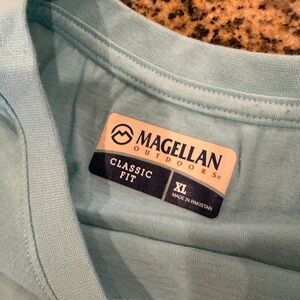 MAGELLAN
OUTDOORS®
CLASSIC
FIT
XL
MADE IN PAKISTAN